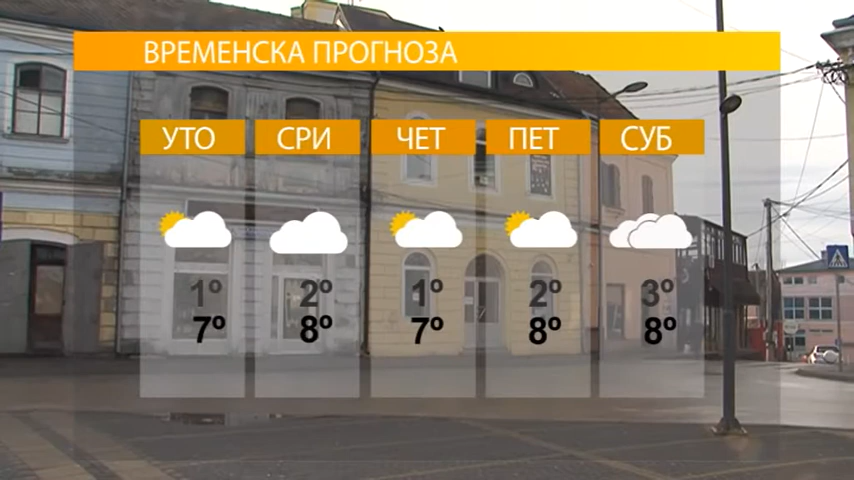 ВРЕМЕНСКА ПРОГНОЗА
УТО СРИ ЧЕТ ПЕТ СУБ
1º 2º 1º 2º 3º
7º 8º 7º 8º 8º